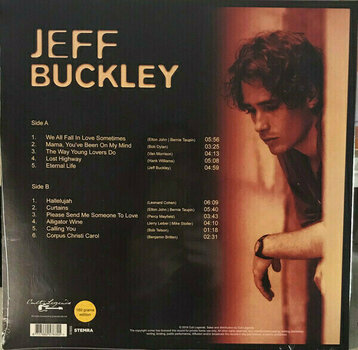 JEFF
BUCKLEY
Side A
1. We All Fall In Love Sometimes (Elton John | Bernie Taupin) 05:56
2. Mama, You've Been On My Mind (Bob Dylan) 03:25
3. The Way Young Lovers Do (Van Morrison) 04:13
4. Lost Highway (Hank Williams) 05:08
5. Eternal Life (Jeff Buckley) 04:59
Side B
1. Hallelujah (Leonard Cohen) 06:09
2. Curtains (Elton John | Bernie Taupin) 05:40
3. Please Send Me Someone To Love (Percy Mayfield) 03:43
4. Alligator Wine (Jerry Leiber | Mike Stoller) 04:10
5. Calling You (Bob Telson) 01:18
6. Corpus Christi Carol (Benjamin Britten) 02:31
Cult Legends
180 grams
edition
STEMRA